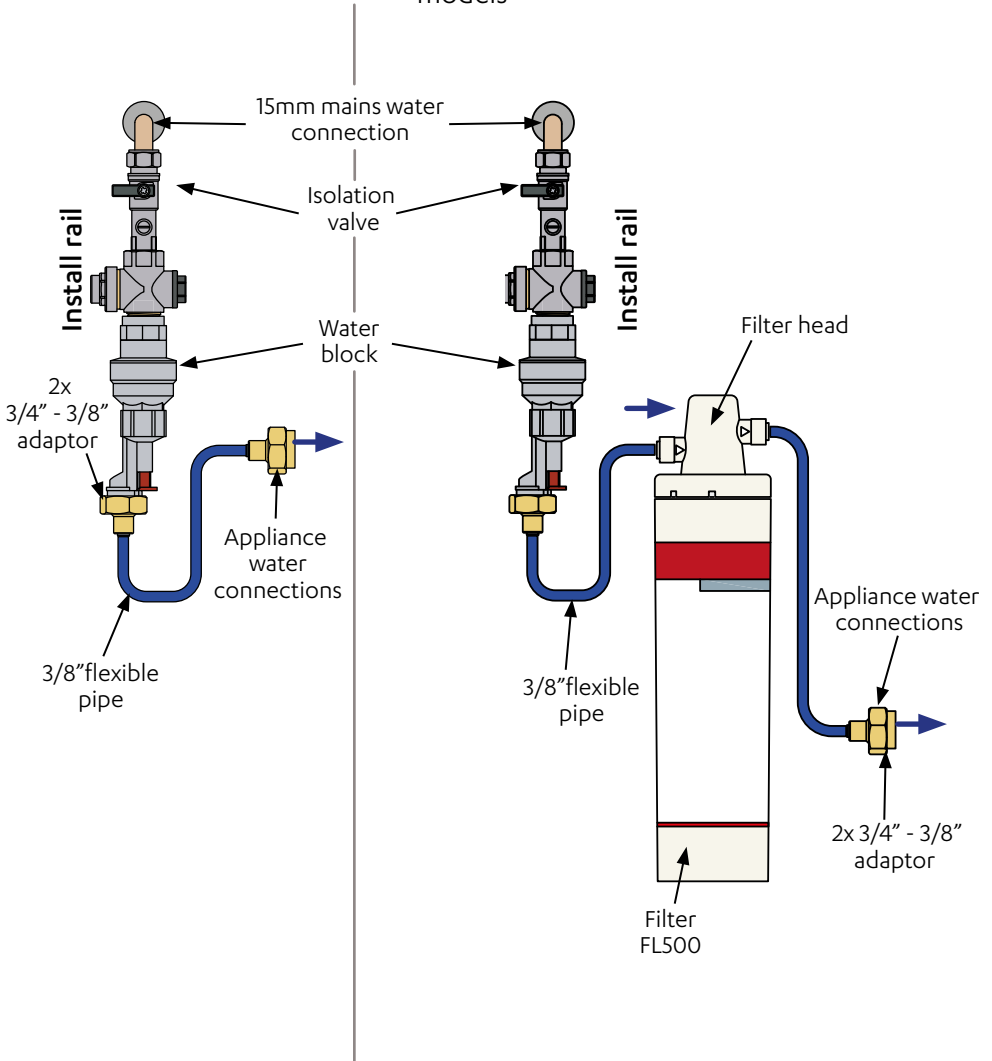 models
15mm mains water
connection
Isolation
valve
Install rail
Install rail
Water
block
Filter head
2x
3/4” - 3/8”
adaptor
Appliance
water
connections
3/8”flexible
pipe
3/8”flexible
pipe
Appliance water
connections
2x 3/4” - 3/8”
adaptor
Filter
FL500